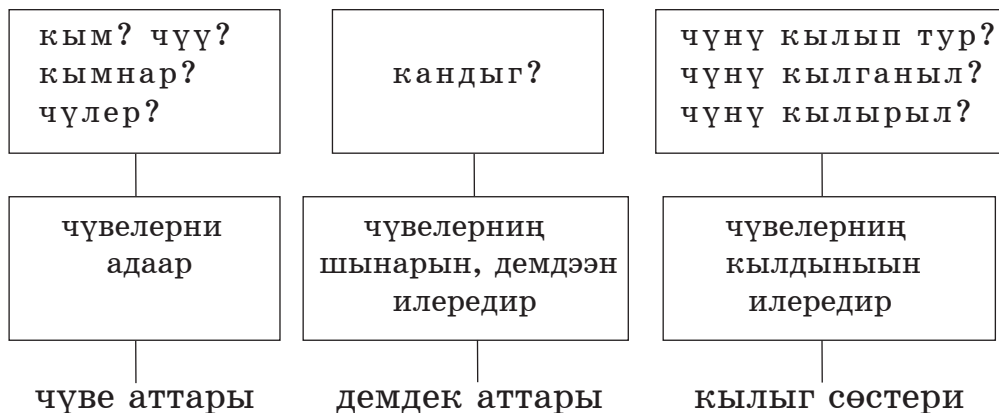 кым? чүү?
кымнар?
чүлер?
кандыг?
чүнү кылып тур?
чүнү кылганыл?
чүнү кылырыл?
чүвелерни
адаар
чүвелерниң
шынарын, демдээн
илередир
чүвелерниң
кылдыныын
илередир
чүве аттары
демдек аттары
кылыг сөстери